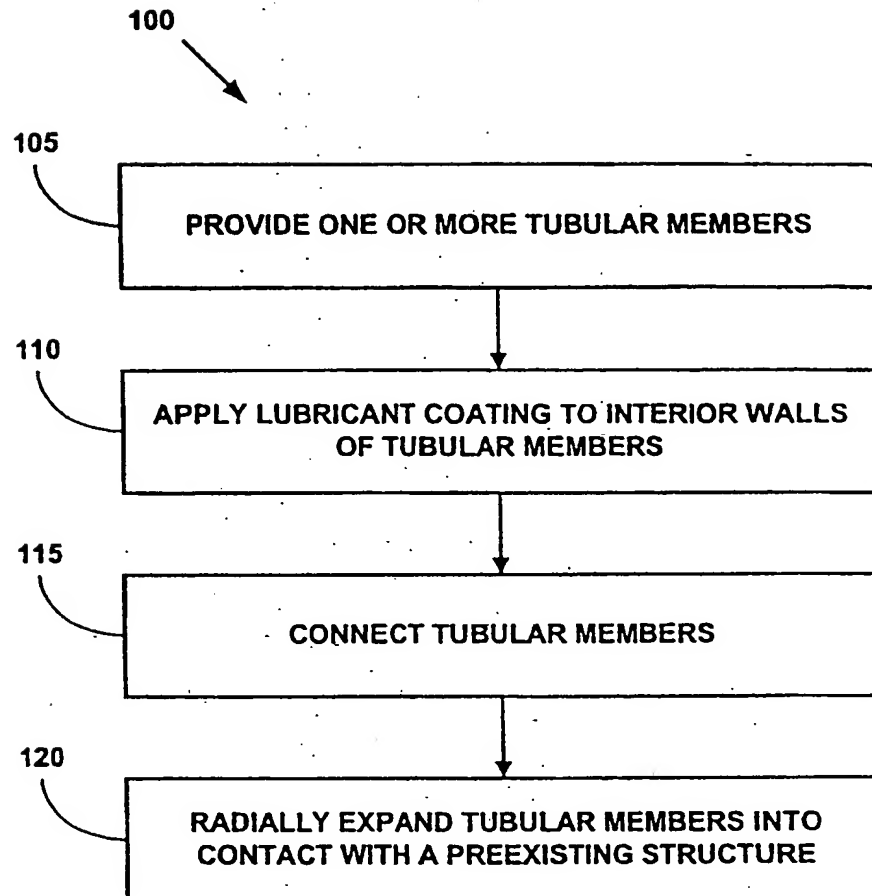 100
105
PROVIDE ONE OR MORE TUBULAR MEMBERS
110
APPLY LUBRICANT COATING TO INTERIOR WALLS
OF TUBULAR MEMBERS
115
CONNECT TUBULAR MEMBERS
120
RADIALLY EXPAND TUBULAR MEMBERS INTO
CONTACT WITH A PREEXISTING STRUCTURE